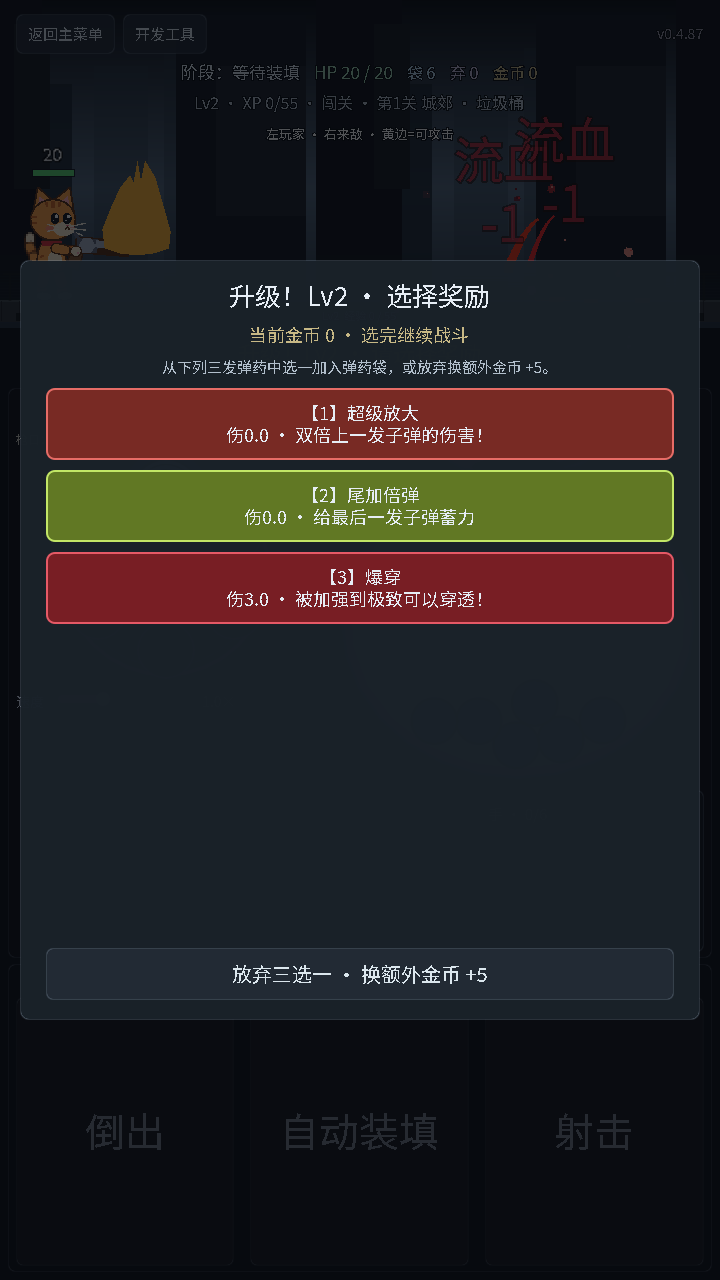 返回主菜单 开发工具 v0.4.87
阶段：等待装填 HP 20 / 20 袋 6 弃 0 金币 0
Lv2 · XP 0/55 · 闯关 · 第1关 城郊 · 垃圾桶
左玩家 · 右来敌 · 黄边=可攻击
20
流血
流血
-1
-1
升级！Lv2 · 选择奖励
当前金币 0 · 选完继续战斗
从下列三发弹药中选一加入弹药袋，或放弃换额外金币 +5。
【1】超级放大
伤0.0 · 双倍上一发子弹的伤害！
【2】尾加倍弹
伤0.0 · 给最后一发子弹蓄力
【3】爆穿
伤3.0 · 被加强到极致可以穿透！
放弃三选一 · 换额外金币 +5
倒出 自动装填 射击